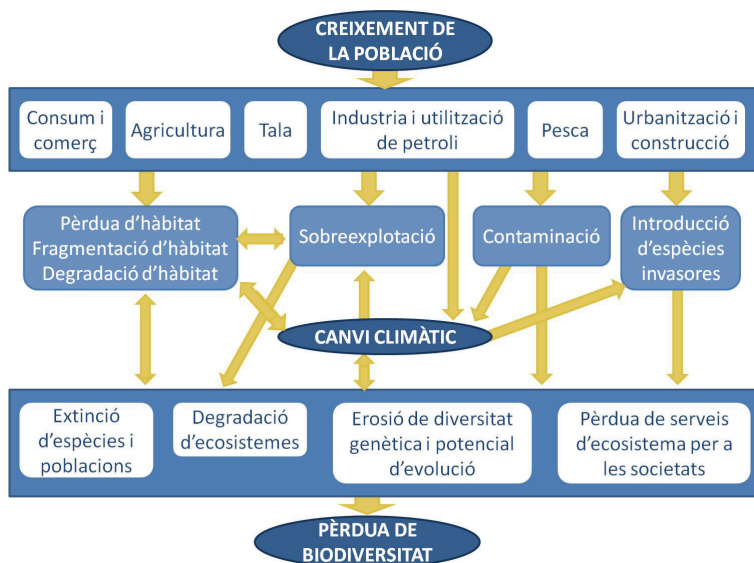 CREIXEMENT DE
LA POBLACIÓ
Consum i
comerç
Agricultura
Tala
Industria i utilització
de petroli
Pesca
Urbanització i
construcció
Pèrdua d’hàbitat
Fragmentació d’hàbitat
Degradació d’hàbitat
Sobreexplotació
Contaminació
Introducció
d’espècies
invasores
CANVI CLIMÀTIC
Extinció
d’espècies i
poblacions
Degradació
d’ecosistemes
Erosió de diversitat
genètica i potencial
d’evolució
Pèrdua de serveis
d’ecosistema per a
les societats
PÈRDUA DE
BIODIVERSITAT